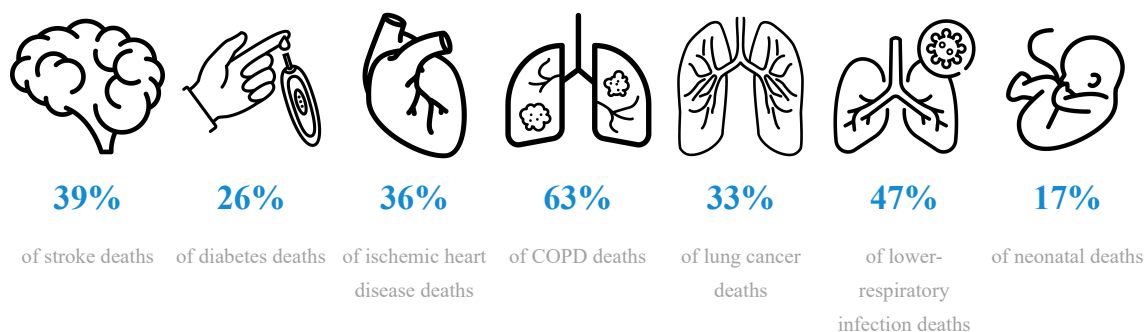 39%
of stroke deaths
26%
of diabetes deaths
36%
of ischemic heart
disease deaths
63%
of COPD deaths
33%
of lung cancer
deaths
47%
of lower-
respiratory
infection deaths
17%
of neonatal deaths